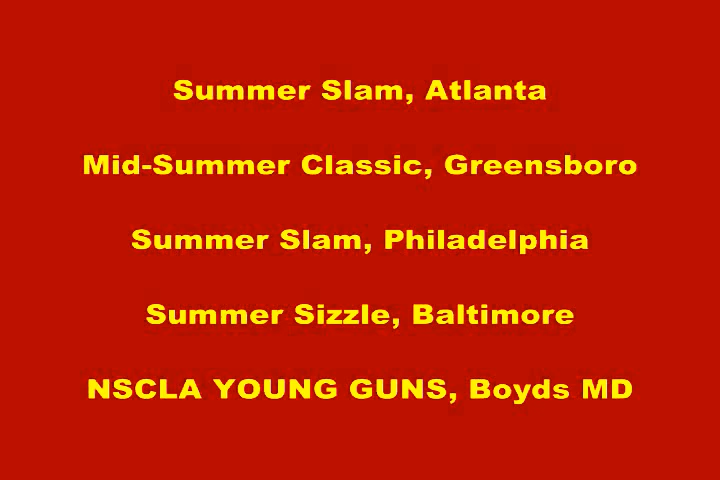 Summer Slam, Atlanta
Mid-Summer Classic, Greensboro
Summer Slam, Philadelphia
Summer Sizzle, Baltimore
NSCLA YOUNG GUNS, Boyds MD